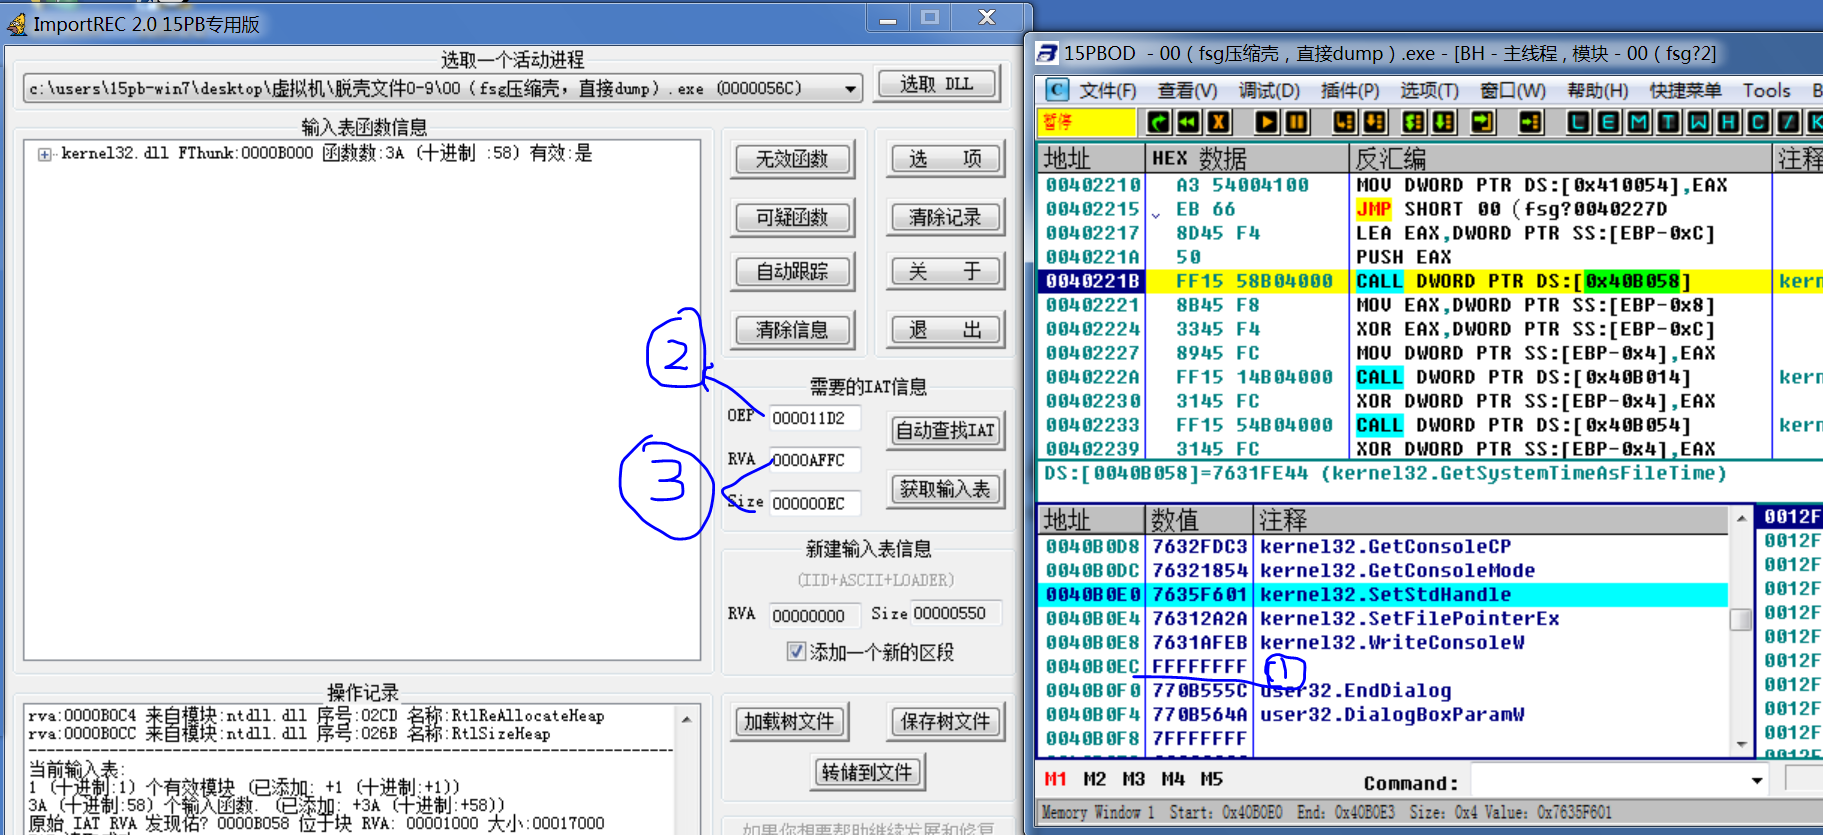 ImportREC 2.0 15PB专用版
选取一个活动进程
c:\users\15pb-win7\desktop\虚拟机\脱壳文件0-9\00（fsg压缩壳，直接dump）.exe (0000056C)
选取 DLL
输入表函数信息
kernel32.dll FThunk:0000B000 函数数:3A (十进制 :58) 有效:是
无效函数
选 项
可疑函数
清除记录
自动跟踪
关 于
清除信息
退 出
2
需要的IAT信息
OEP 000011D2
自动查找IAT
3
RVA 0000AFFC
Size 000000EC
获取输入表
新建输入表信息
(IID+ASCII+LOADER)
RVA 00000000 Size 00000550
添加一个新的区段
操作记录
rva:0000B0C4 来自模块:ntdll.dll 序号:02CD 名称:RtlReAllocateHeap
rva:0000B0CC 来自模块:ntdll.dll 序号:026B 名称:RtlSizeHeap
当前输入表:
1 (十进制:1) 个有效模块 (已添加: +1 (十进制:+1))
3A (十进制:58) 个输入函数. (已添加: +3A (十进制:+58))
原始 IAT RVA 发现佑? 0000B058 位于块 RVA: 00001000 大小:00017000
加载树文件
保存树文件
转储到文件
15PBOD - 00（fsg压缩壳，直接dump）.exe - [BH - 主线程, 模块 - 00（fsg?2]
文件(F) 查看(V) 调试(D) 插件(P) 选项(T) 窗口(W) 帮助(H) 快捷菜单 Tools B
暂停
L E M T W H C / K
地址 HEX 数据 反汇编 注释
00402210 A3 54004100 MOV DWORD PTR DS:[0x410054],EAX
00402215 EB 66 JMP SHORT 00（fsg?0040227D
00402217 8D45 F4 LEA EAX,DWORD PTR SS:[EBP-0xC]
0040221A 50 PUSH EAX
0040221B FF15 58B04000 CALL DWORD PTR DS:[0x40B058] kern
00402221 8B45 F8 MOV EAX,DWORD PTR SS:[EBP-0x8]
00402224 3345 F4 XOR EAX,DWORD PTR SS:[EBP-0xC]
00402227 8945 FC MOV DWORD PTR SS:[EBP-0x4],EAX
0040222A FF15 14B04000 CALL DWORD PTR DS:[0x40B014] kern
00402230 3145 FC XOR DWORD PTR SS:[EBP-0x4],EAX
00402233 FF15 54B04000 CALL DWORD PTR DS:[0x40B054] kern
00402239 3145 FC XOR DWORD PTR SS:[EBP-0x4],EAX
DS:[0040B058]=7631FE44 (kernel32.GetSystemTimeAsFileTime)
地址 数值 注释
0040B0D8 7632FDC3 kernel32.GetConsoleCP
0040B0DC 76321854 kernel32.GetConsoleMode
0040B0E0 7635F601 kernel32.SetStdHandle
0040B0E4 76312A2A kernel32.SetFilePointerEx
0040B0E8 7631AFEB kernel32.WriteConsoleW
0040B0EC FFFFFFFF 1
0040B0F0 770B555C user32.EndDialog
0040B0F4 770B564A user32.DialogBoxParamW
0040B0F8 7FFFFFFF
0012F
0012F
0012F
0012F
0012F
0012F
0012F
0012F
0012F
0012F
M1 M2 M3 M4 M5 Command:
Memory Window 1 Start: 0x40B0E0 End: 0x40B0E3 Size: 0x4 Value: 0x7635F601